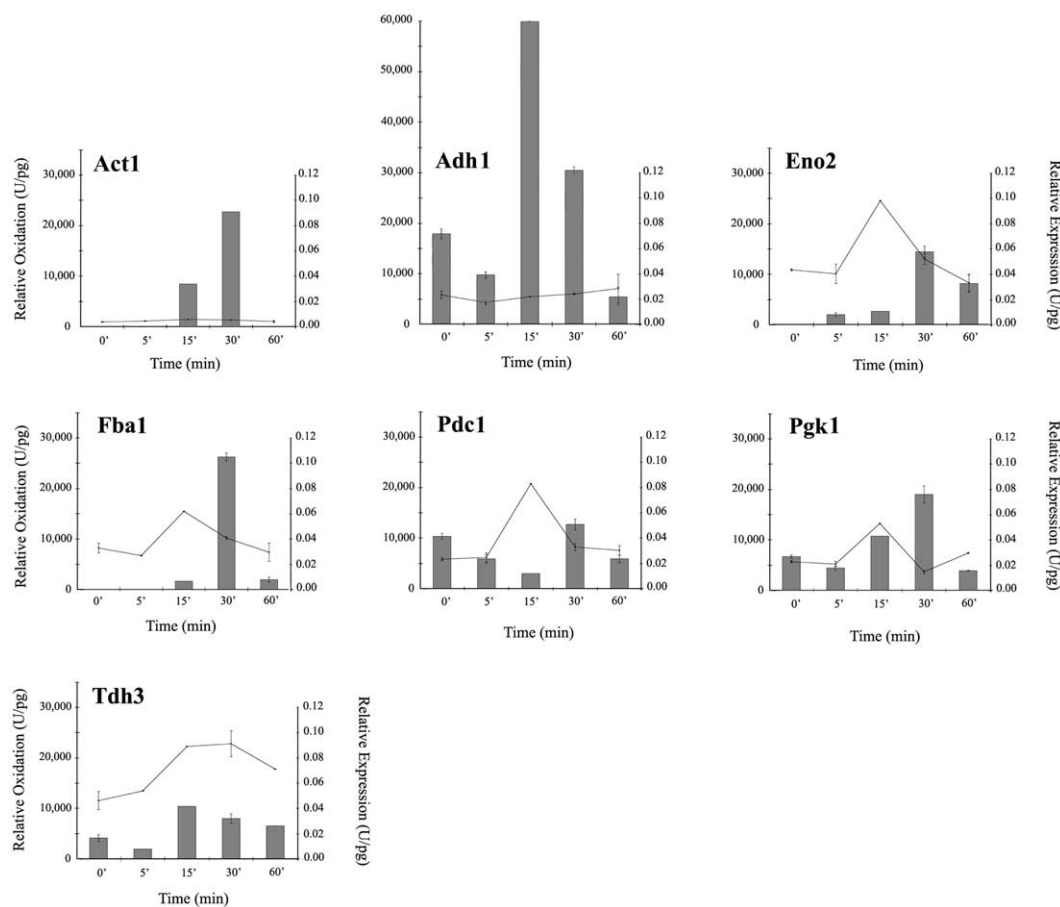 Act1
Relative Oxidation (U/pg)
30,000
20,000
10,000
0
0.12
0.10
0.08
0.06
0.04
0.02
0.00
0' 5' 15' 30' 60'
Time (min)
Adh1
60,000
50,000
40,000
30,000
20,000
10,000
0
0.12
0.10
0.08
0.06
0.04
0.02
0.00
0' 5' 15' 30' 60'
Time (min)
Eno2
30,000
20,000
10,000
0
0.12
0.10
0.08
0.06
0.04
0.02
0.00
Relative Expression (U/pg)
0' 5' 15' 30' 60'
Time (min)
Fba1
Relative Oxidation (U/pg)
30,000
20,000
10,000
0
0.12
0.10
0.08
0.06
0.04
0.02
0.00
0' 5' 15' 30' 60'
Time (min)
Pdc1
30,000
20,000
10,000
0
0.12
0.10
0.08
0.06
0.04
0.02
0.00
0' 5' 15' 30' 60'
Time (min)
Pgk1
30,000
20,000
10,000
0
0.12
0.10
0.08
0.06
0.04
0.02
0.00
Relative Expression (U/pg)
0' 5' 15' 30' 60'
Time (min)
Tdh3
Relative Oxidation (U/pg)
30,000
20,000
10,000
0
0.12
0.10
0.08
0.06
0.04
0.02
0.00
Relative Expression (U/pg)
0' 5' 15' 30' 60'
Time (min)